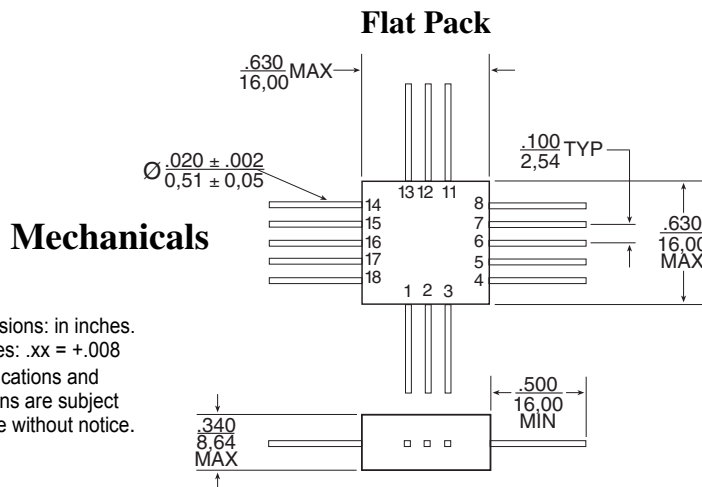 Flat Pack
.630
16,00 MAX
Ø .020 ± .002
0,51 ± 0,05
.100
2,54 TYP
13 12 11
14
15
16
17
18
8
7
6
5
4
1 2 3
.630
16,00
MAX
Mechanicals
sions: in inches.
es: .xx = +.008
cations and
ns are subject
e without notice.
.340
8,64
MAX
.500
16,00
MIN